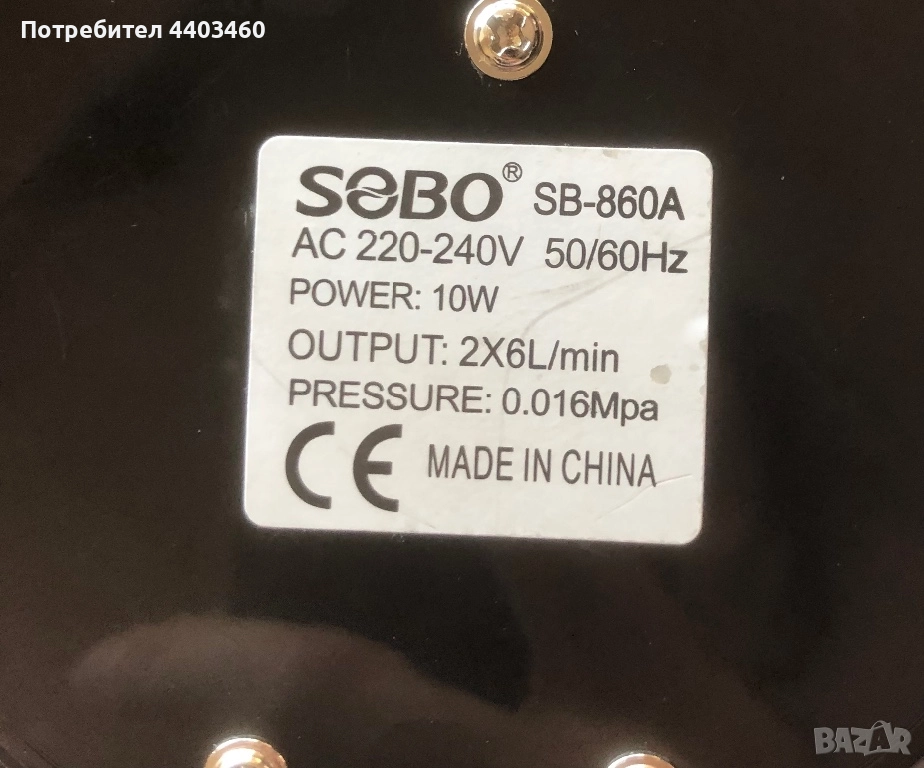 Потребител 4403460
SOBO® SB-860A
AC 220-240V 50/60Hz
POWER: 10W
OUTPUT: 2X6L/min
PRESSURE: 0.016Mpa
CE MADE IN CHINA
BAZAR